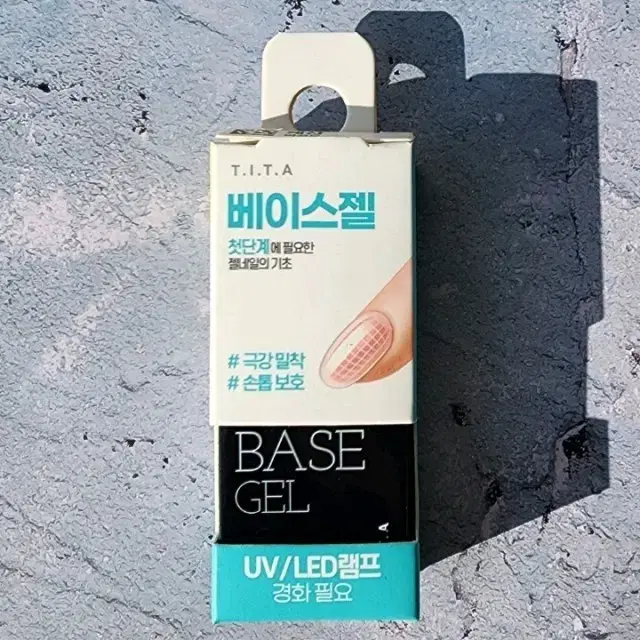 T.I.T.A
베이스젤
첫단계에 필요한
젤네일의 기초
# 극강 밀착
# 손톱 보호
BASE
GEL
A
UV/LED램프
경화 필요